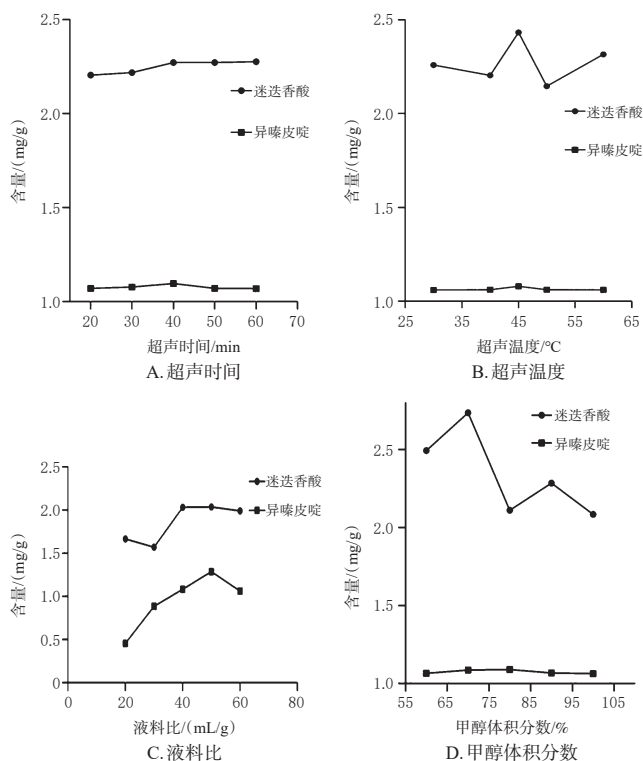 2.5
2.0
1.5
1.0
含量/(mg/g)
迷迭香酸
异嗪皮啶
20 30 40 50 60 70
超声时间/min
A.超声时间
2.5
2.0
1.5
1.0
含量/(mg/g)
迷迭香酸
异嗪皮啶
25 35 45 55 65
超声温度/℃
B.超声温度
2.5
2.0
1.5
1.0
0.5
0
含量/(mg/g)
迷迭香酸
异嗪皮啶
0 20 40 60 80
液料比/(mL/g)
C.液料比
2.5
2.0
1.5
1.0
含量/(mg/g)
迷迭香酸
异嗪皮啶
55 65 75 85 95 105
甲醇体积分数/%
D.甲醇体积分数